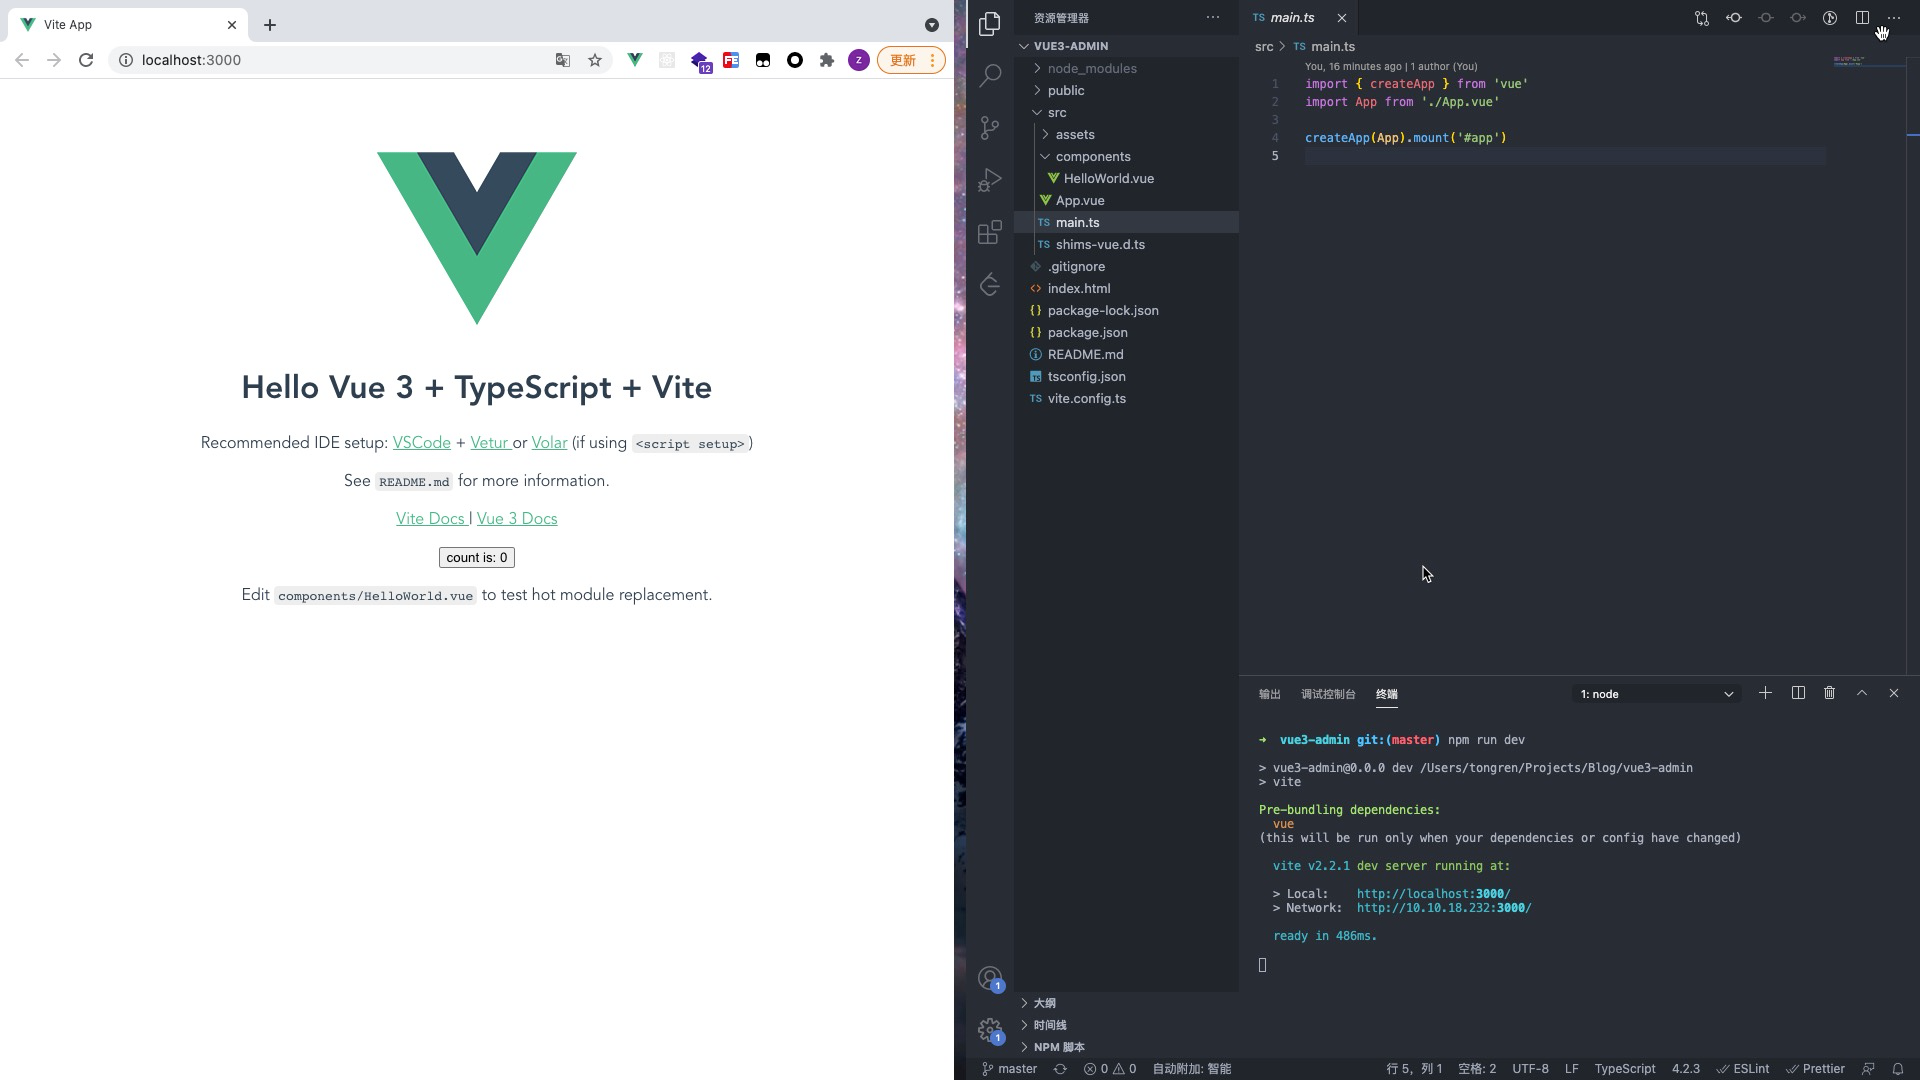 Vite App
localhost:3000
12
FE
z
更新
Hello Vue 3 + TypeScript + Vite
Recommended IDE setup: VSCode + Vetur or Volar (if using <script setup>)
See README.md for more information.
Vite Docs | Vue 3 Docs
count is: 0
Edit components/HelloWorld.vue to test hot module replacement.
资源管理器
VUE3-ADMIN
node_modules
public
src
assets
components
HelloWorld.vue
App.vue
TS main.ts
TS shims-vue.d.ts
.gitignore
<> index.html
{} package-lock.json
{} package.json
README.md
TS tsconfig.json
TS vite.config.ts
大纲
时间线
NPM 脚本
1
1
TS main.ts
src > TS main.ts
You, 16 minutes ago | 1 author (You)
1 import { createApp } from 'vue'
2 import App from './App.vue'
3
4 createApp(App).mount('#app')
5
输出 调试控制台 终端 1: node
→ vue3-admin git:(master) npm run dev
> vue3-admin@0.0.0 dev /Users/tongren/Projects/Blog/vue3-admin
> vite
Pre-bundling dependencies:
vue
(this will be run only when your dependencies or config have changed)
vite v2.2.1 dev server running at:
> Local: http://localhost:3000/
> Network: http://10.10.18.232:3000/
ready in 486ms.
master 0 0 自动附加: 智能 行 5，列 1 空格: 2 UTF-8 LF TypeScript 4.2.3 ESLint Prettier